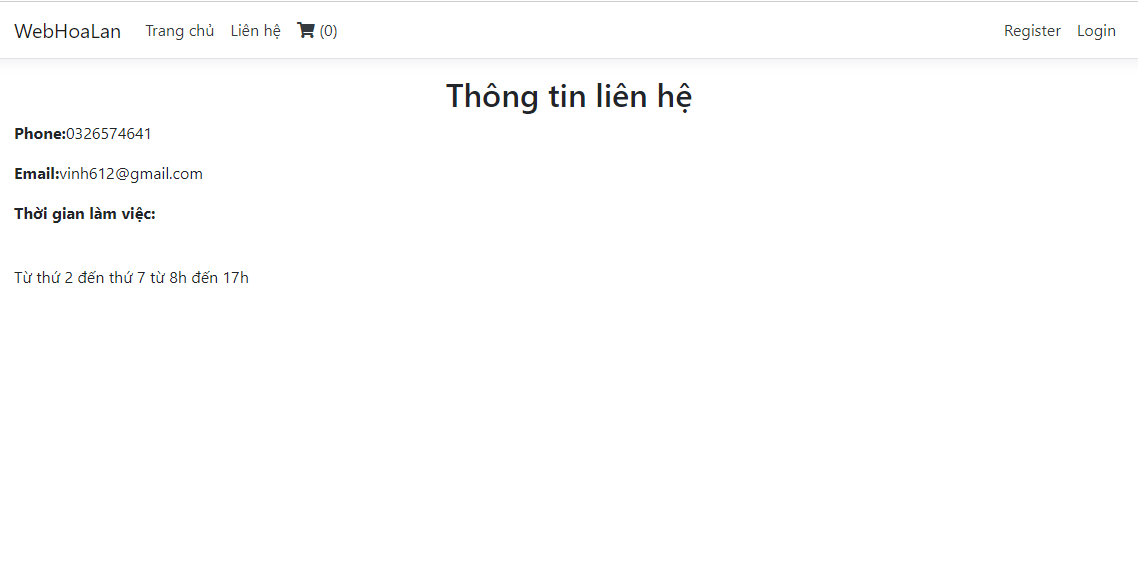 WebHoaLan Trang chủ Liên hệ (0) Register Login
Thông tin liên hệ
Phone:0326574641
Email:vinh612@gmail.com
Thời gian làm việc:
Từ thứ 2 đến thứ 7 từ 8h đến 17h